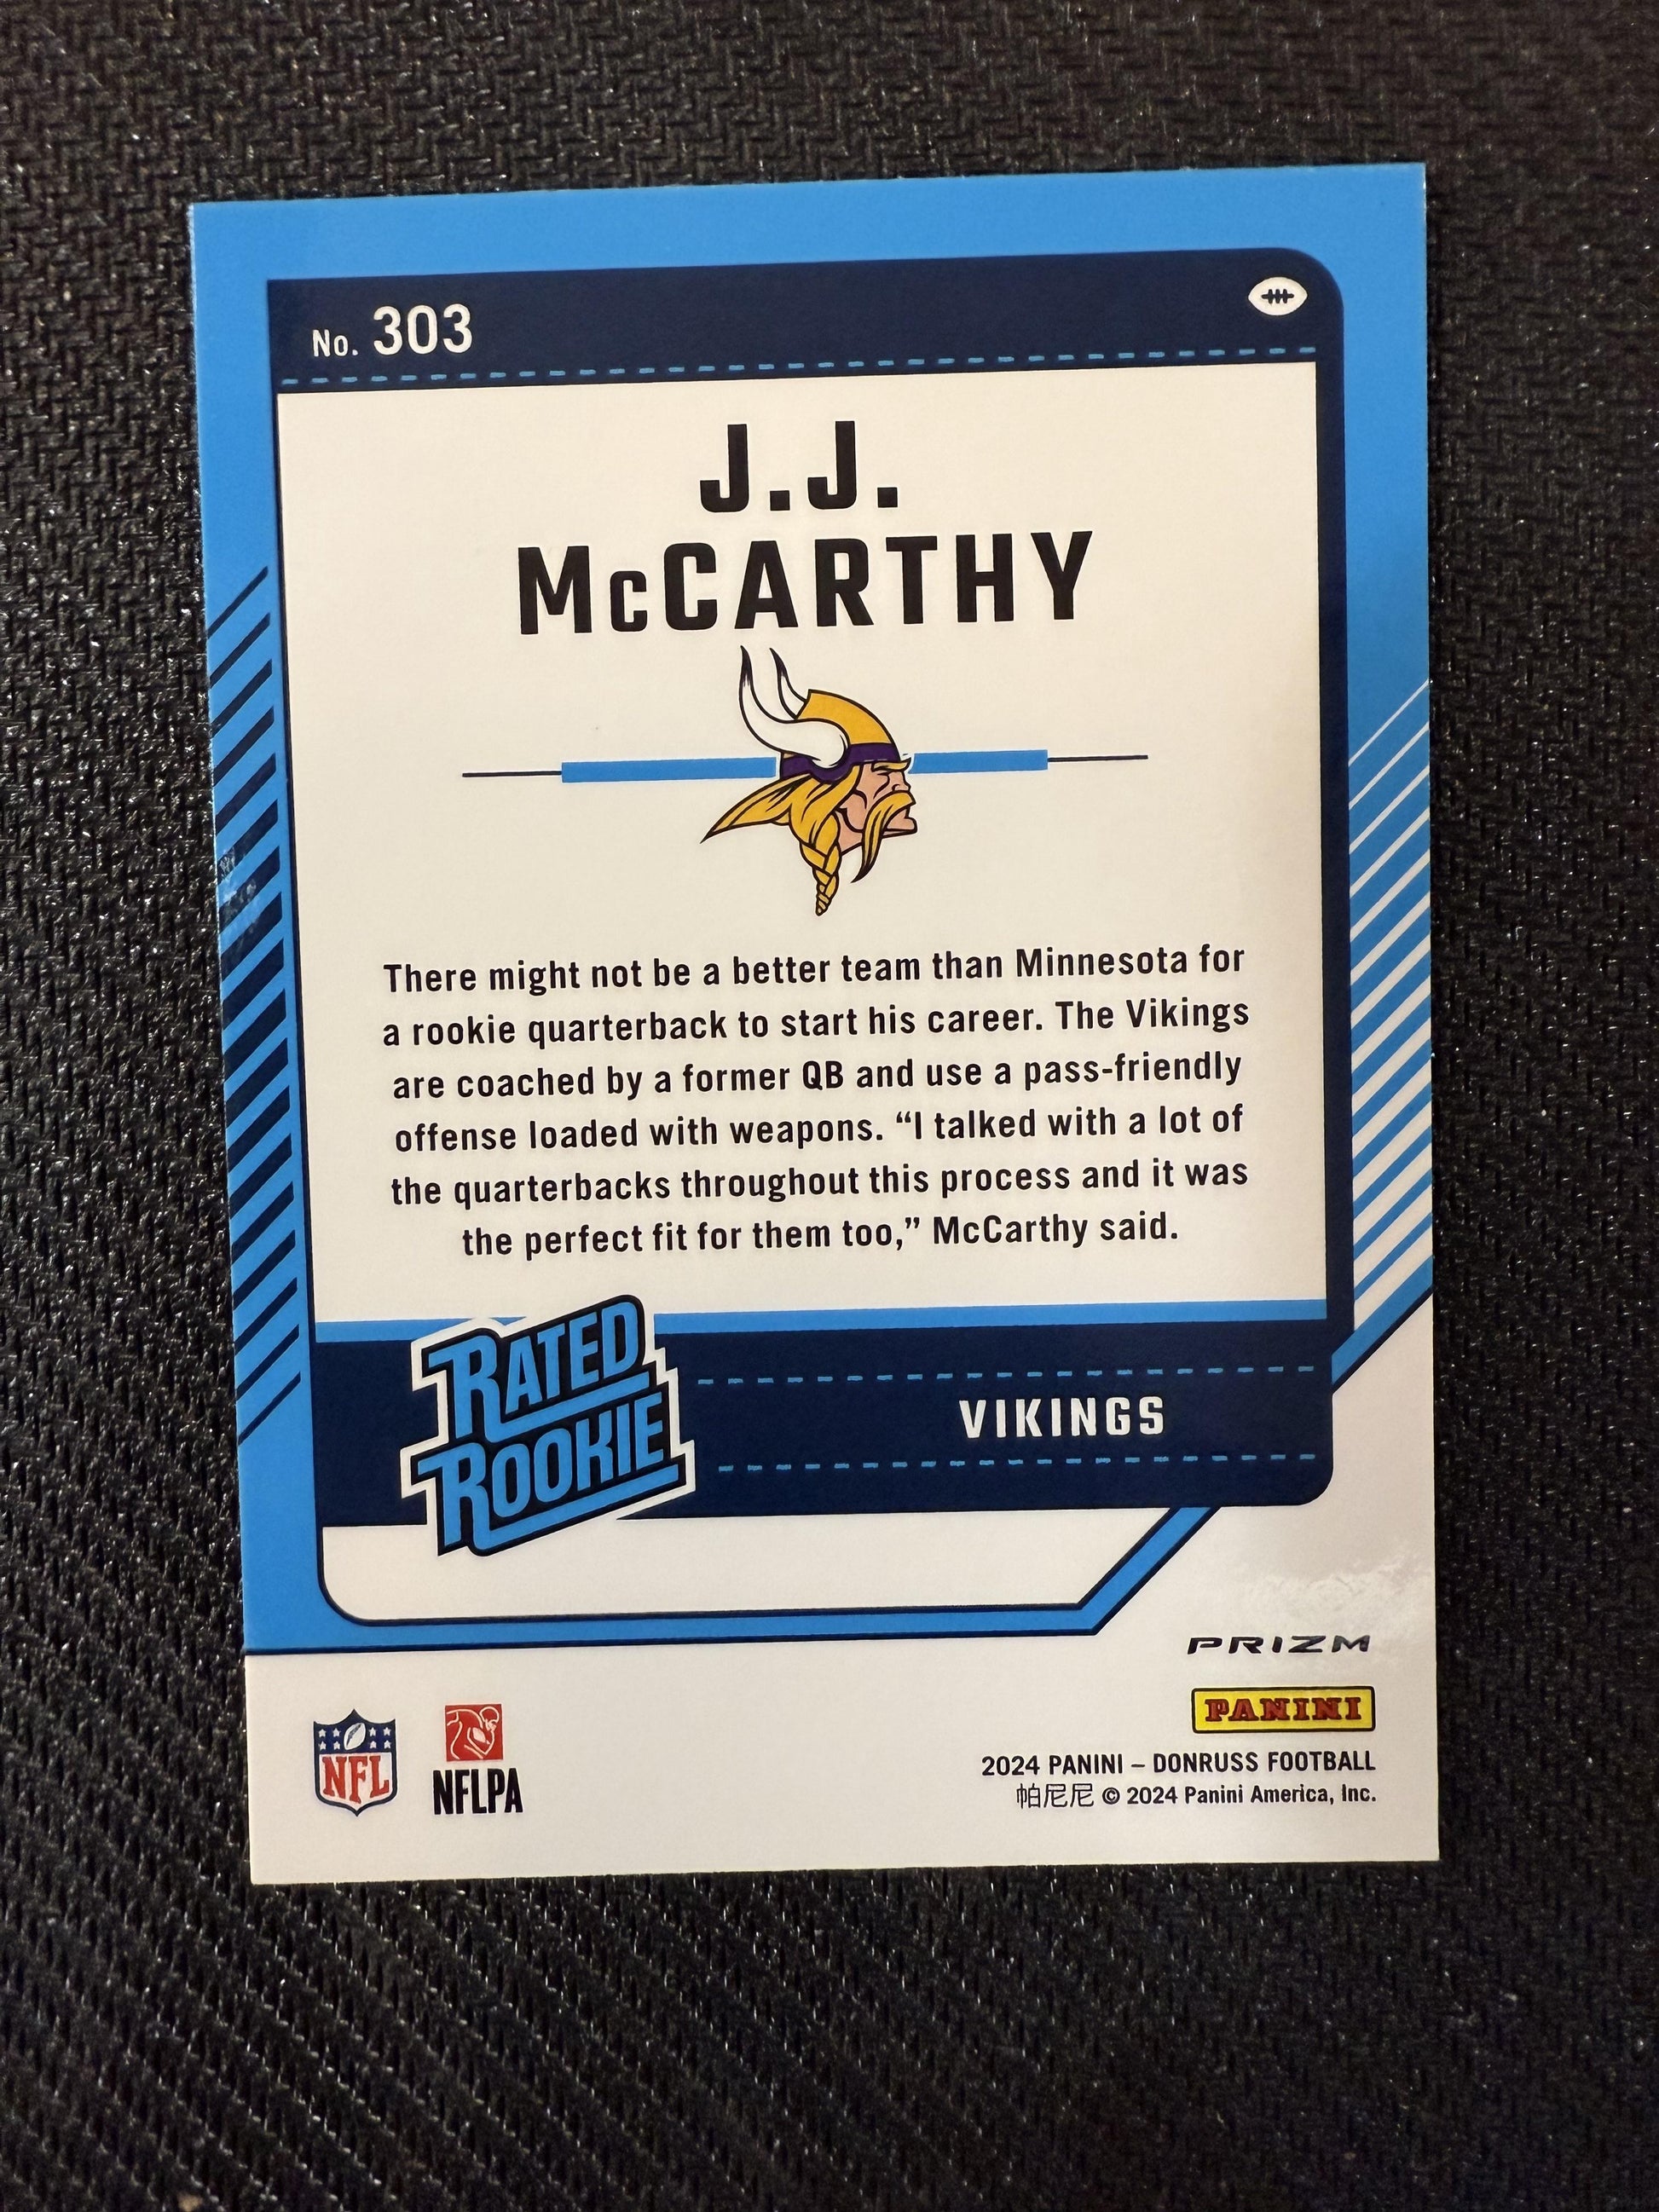 No. 303
J.J.
McCARTHY
There might not be a better team than Minnesota for
a rookie quarterback to start his career. The Vikings
are coached by a former QB and use a pass-friendly
offense loaded with weapons. “I talked with a lot of
the quarterbacks throughout this process and it was
the perfect fit for them too,” McCarthy said.
RATED
ROOKIE
VIKINGS
PRIZM
PANINI
NFL
NFLPA
2024 PANINI – DONRUSS FOOTBALL
帕尼尼 © 2024 Panini America, Inc.